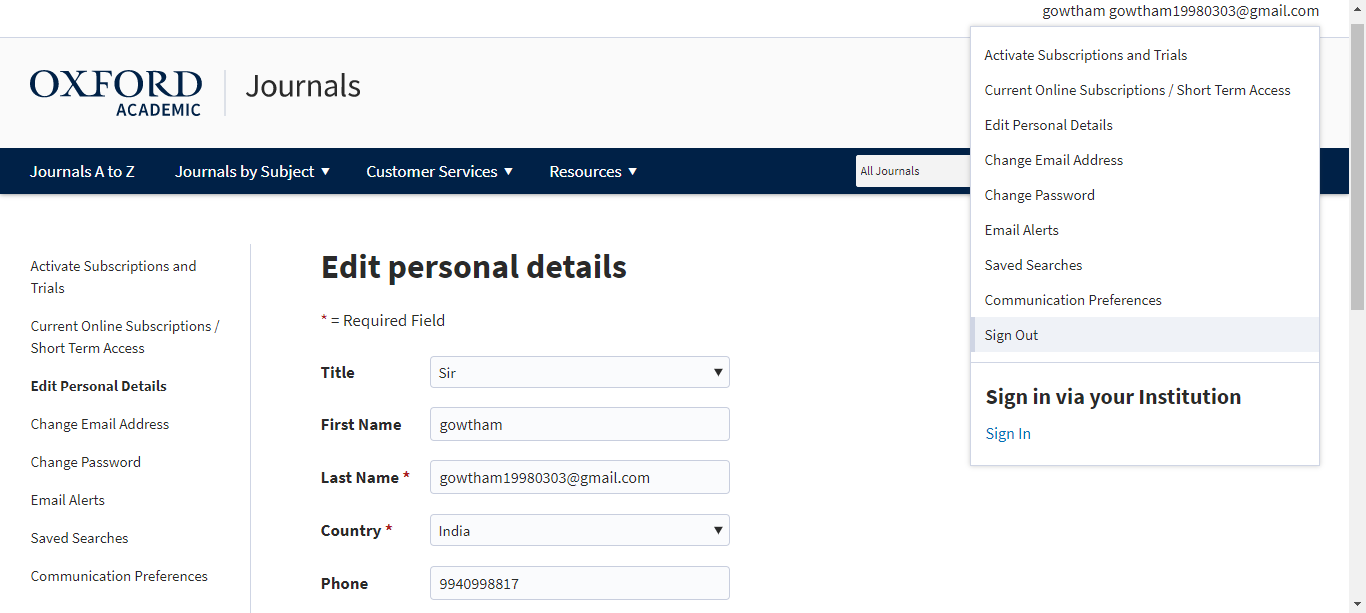 gowtham gowtham19980303@gmail.com
OXFORD
ACADEMIC
Journals
Journals A to Z
Journals by Subject ▼
Customer Services ▼
Resources ▼
All Journals
Activate Subscriptions and Trials
Current Online Subscriptions / Short Term Access
Edit Personal Details
Change Email Address
Change Password
Email Alerts
Saved Searches
Communication Preferences
Sign Out
Sign in via your Institution
Sign In
Activate Subscriptions and
Trials
Current Online Subscriptions /
Short Term Access
Edit Personal Details
Change Email Address
Change Password
Email Alerts
Saved Searches
Communication Preferences
Edit personal details
* = Required Field
Title
Sir
First Name
gowtham
Last Name *
gowtham19980303@gmail.com
Country *
India
Phone
9940998817